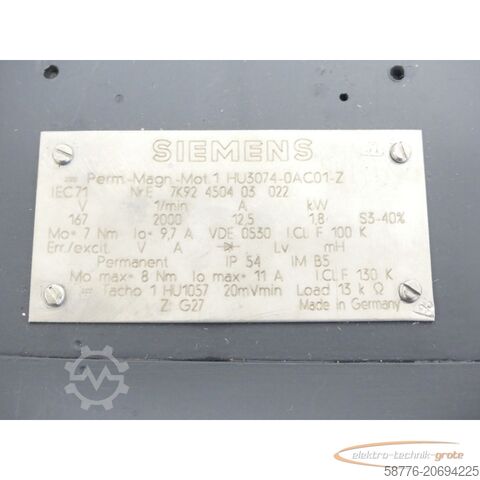 SIEMENS
= Perm.-Magn.-Mot 1 HU3074-0AC01-Z
IEC71 Nr.E 7K92 4504 03 022
V 1/min A kW
167 2000 12,5 1,8 S3-40%
Mo= 7 Nm Io= 9,7 A VDE 0530 I.Cl.F 100 K
Err./excit. V A Lv mH
Permanent IP 54 IM B5
Mo max= 8 Nm Io max= 11 A I.Cl.F 130 K
= Tacho 1 HU1057 20mVmin Load 13 k Ω
Z: G27 Made in Germany
elektro-technik-grote
58776-20694225